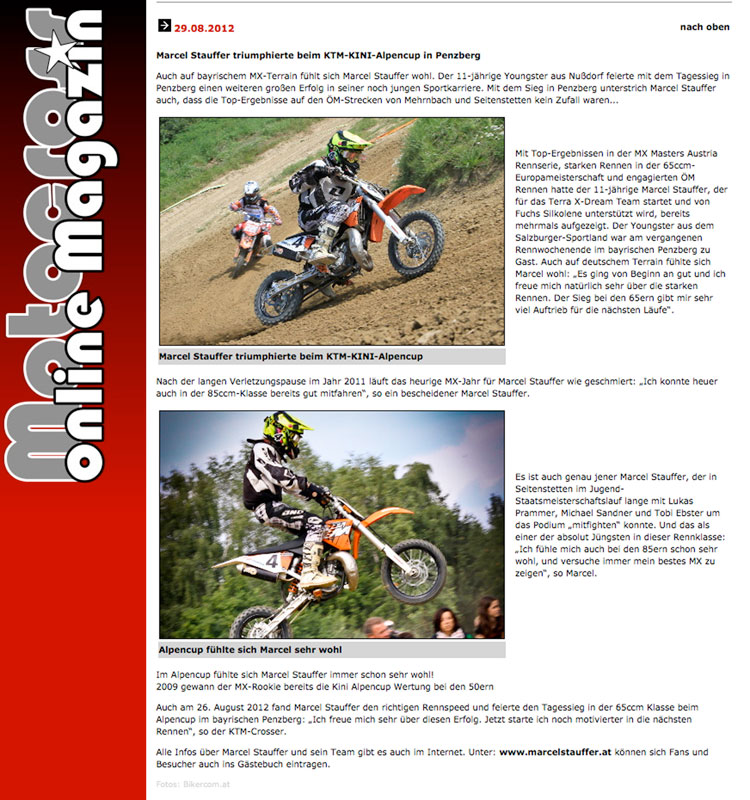 motocross
online magazin
29.08.2012
nach oben
Marcel Stauffer triumphierte beim KTM-KINI-Alpencup in Penzberg
Auch auf bayrischem MX-Terrain fühlt sich Marcel Stauffer wohl. Der 11-jährige Youngster aus Nußdorf feierte mit dem Tagessieg in
Penzberg einen weiteren großen Erfolg in seiner noch jungen Sportkarriere. Mit dem Sieg in Penzberg unterstrich Marcel Stauffer
auch, dass die Top-Ergebnisse auf den ÖM-Strecken von Mehrnbach und Seitenstetten kein Zufall waren...
4
Mit Top-Ergebnissen in der MX Masters Austria
Rennserie, starken Rennen in der 65ccm-
Europameisterschaft und engagierten ÖM
Rennen hatte der 11-jährige Marcel Stauffer, der
für das Terra X-Dream Team startet und von
Fuchs Silkolene unterstützt wird, bereits
mehrmals aufgezeigt. Der Youngster aus dem
Salzburger-Sportland war am vergangenen
Rennwochenende im bayrischen Penzberg zu
Gast. Auch auf deutschem Terrain fühlte sich
Marcel wohl: „Es ging von Beginn an gut und ich
freue mich natürlich sehr über die starken
Rennen. Der Sieg bei den 65ern gibt mir sehr
viel Auftrieb für die nächsten Läufe“.
Marcel Stauffer triumphierte beim KTM-KINI-Alpencup
Nach der langen Verletzungspause im Jahr 2011 läuft das heurige MX-Jahr für Marcel Stauffer wie geschmiert: „Ich konnte heuer
auch in der 85ccm-Klasse bereits gut mitfahren“, so ein bescheidener Marcel Stauffer.
4
Es ist auch genau jener Marcel Stauffer, der in
Seitenstetten im Jugend-
Staatsmeisterschaftslauf lange mit Lukas
Prammer, Michael Sandner und Tobi Ebster um
das Podium „mitfighten“ konnte. Und das als
einer der absolut Jüngsten in dieser Rennklasse:
„Ich fühle mich auch bei den 85ern schon sehr
wohl, und versuche immer mein bestes MX zu
zeigen“, so Marcel.
Alpencup fühlte sich Marcel sehr wohl
Im Alpencup fühlte sich Marcel Stauffer immer schon sehr wohl!
2009 gewann der MX-Rookie bereits die Kini Alpencup Wertung bei den 50ern
Auch am 26. August 2012 fand Marcel Stauffer den richtigen Rennspeed und feierte den Tagessieg in der 65ccm Klasse beim
Alpencup im bayrischen Penzberg: „Ich freue mich sehr über diesen Erfolg. Jetzt starte ich noch motivierter in die nächsten
Rennen“, so der KTM-Crosser.
Alle Infos über Marcel Stauffer und sein Team gibt es auch im Internet. Unter: www.marcelstauffer.at können sich Fans und
Besucher auch ins Gästebuch eintragen.
Fotos: Bikercom.at